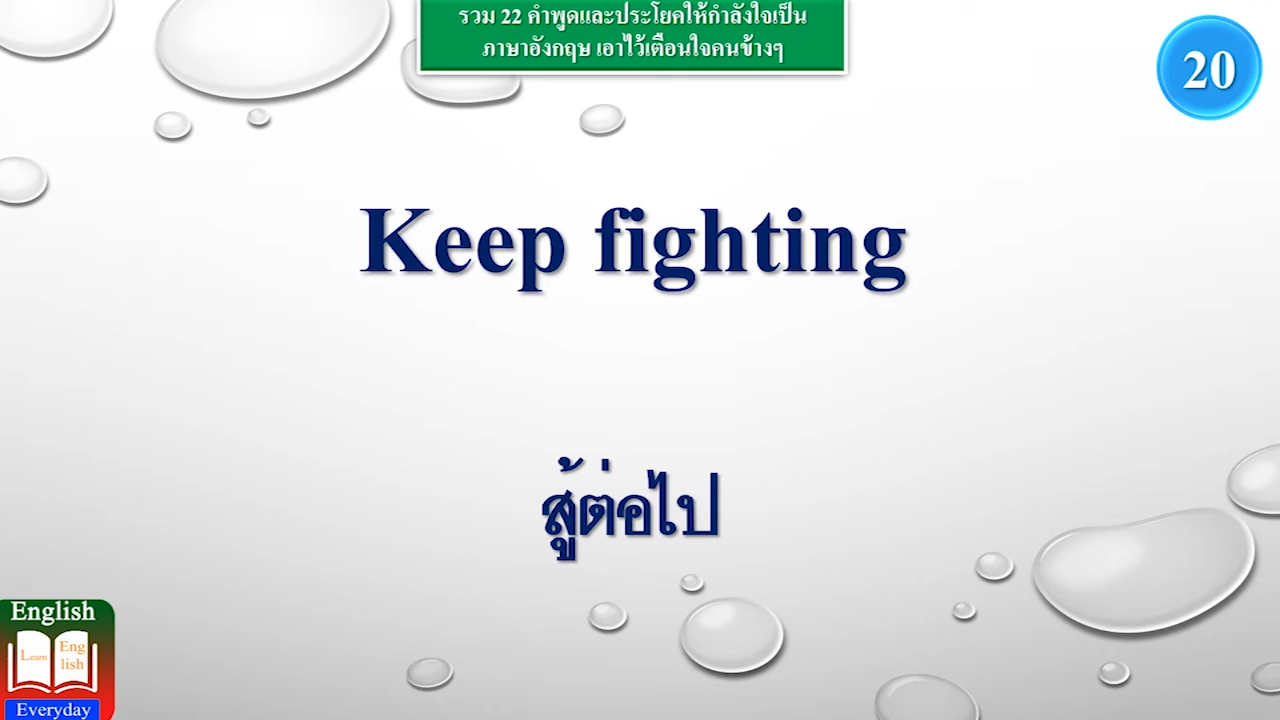 รวม 22 คำพูดและประโยคให้กำลังใจเป็น
ภาษาอังกฤษ เอาไว้เตือนใจคนข้างๆ
20
Keep fighting
สู้ต่อไป
English
Learn
Eng
lish
Everyday